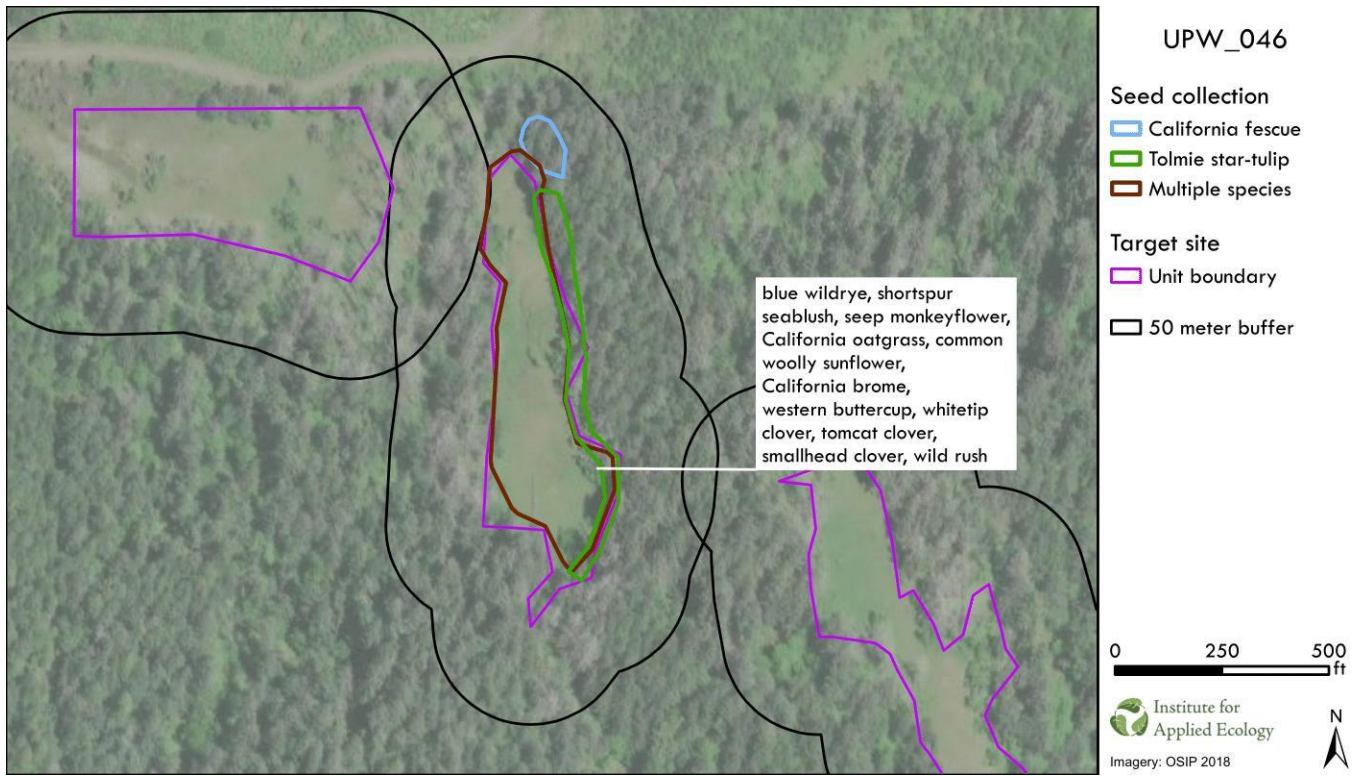 UPW_046
Seed collection
California fescue
Tolmie star-tulip
Multiple species
Target site
Unit boundary
50 meter buffer
blue wildrye, shortspur
seablush, seep monkeyflower,
California oatgrass, common
woolly sunflower,
California brome,
western buttercup, whitetip
clover, tomcat clover,
smallhead clover, wild rush
0 250 500
ft
Institute for
Applied Ecology
N
Imagery: OSIP 2018